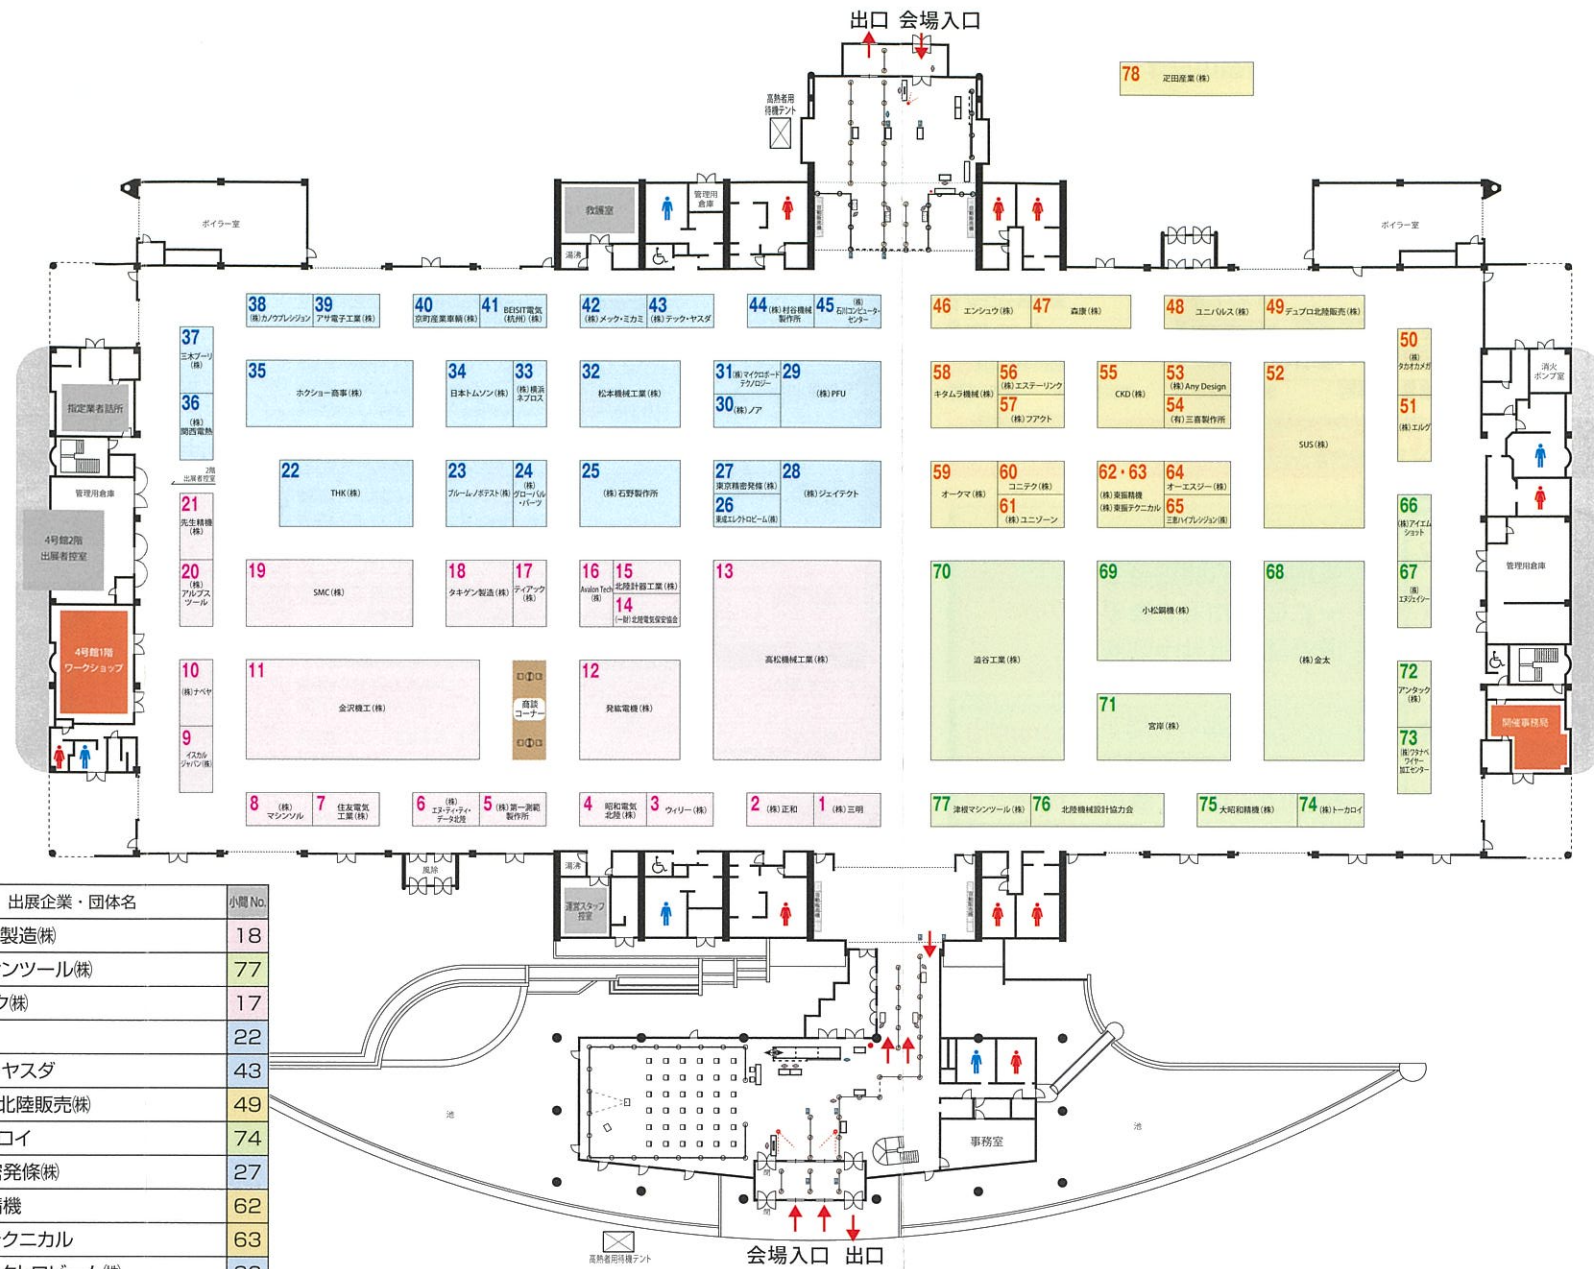 出口 会場入口
78 疋田産業(株)
高熱者用
待機テント
ボイラー室
救護室
湯沸
管理用
倉庫
ボイラー室
38 (株)カノウプレシジョン
39 アサ電子工業(株)
40 京町産業車輌(株)
41 BEISIT電気
(杭州)(株)
42 (株)メック・ミカミ
43 (株)テック・ヤスダ
44 (株)村谷機械
製作所
45 (株)
石川コンピュータ・
センター
46 エンシュウ(株)
47 森康(株)
48 ユニパルス(株)
49 デュプロ北陸販売(株)
37
三木プーリ
(株)
36
(株)
関西電熱
35 ホクショー商事(株)
34 日本トムソン(株)
33 (株)横浜
ネプロス
32 松本機械工業(株)
31 (株)マイクロボード
テクノロジー
30 (株)ノア
29 (株)PFU
58 キタムラ機械(株)
56 (株)エステーリンク
57 (株)フアクト
55 CKD(株)
53 (株)Any Design
54 (有)三喜製作所
52 SUS(株)
50
(株)
タカオカメガ
51
(株)エルグ
指定業者詰所
消火
ポンプ室
2階
出展者控室
管理用倉庫
4号館2階
出展者控室
22 THK(株)
23 ブルーム ノボテスト(株)
24 (株)
グローバル
・パーツ
25 (株)石野製作所
27 東京精密発條(株)
26 東成エレクトロビーム(株)
28 (株)ジェイテクト
59 オークマ(株)
60 コニテク(株)
61 (株)ユニゾーン
62・63
(株)東振精機
(株)東振テクニカル
64 オーエスジー(株)
65 三恵ハイプレシジョン(株)
21
先生精機
(株)
20
(株)
アルプス
ツール
66
(株)アイエム
ショット
67
(株)
エヌジェイシー
管理用倉庫
19 SMC(株)
18 タキゲン製造(株)
17 ティアック
(株)
16 Avalon Tech
(株)
15 北陸計器工業(株)
14 (一財)北陸電気保安協会
13 高松機械工業(株)
70 澁谷工業(株)
69 小松鋼機(株)
68 (株)金太
4号館1階
ワークショップ
10
(株)ナベヤ
9
イスカル
ジャパン(株)
11 金沢機工(株)
商談
コーナー
12 発紘電機(株)
71 宮岸(株)
72
アンタック
(株)
73
(株)ワタナベ
ワイヤー
加工センター
開催事務局
8 (株)
マシンソル
7 住友電気
工業(株)
6 (株)
エヌ・ティ・ティ・
データ北陸
5 (株)第一測範
製作所
4 昭和電気
北陸(株)
3 ウィリー(株)
2 (株)正和
1 (株)三明
77 津根マシンツール(株)
76 北陸機械設計協力会
75 大昭和精機(株)
74 (株)トーカロイ
風除
湯沸
運営スタッフ
控室
出展企業・団体名 小間No.
製造㈱ 18
ンツール㈱ 77
ク㈱ 17
22
ヤスダ 43
北陸販売㈱ 49
ロイ 74
発條㈱ 27
機 62
クニカル 63
池
池
事務室
高熱者用待機テント
会場入口 出口